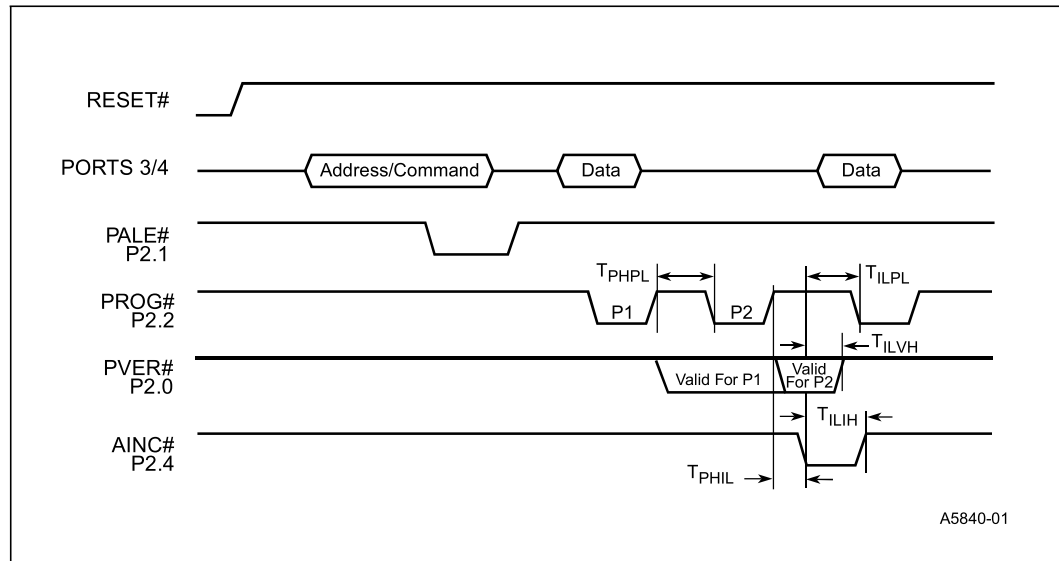 RESET#
PORTS 3/4
Address/Command
Data
Data
PALE#
P2.1
TPHPL
TILPL
PROG#
P2.2
P1
P2
TILVH
PVER#
P2.0
Valid For P1
Valid
For P2
TILIH
AINC#
P2.4
TPHIL
A5840-01